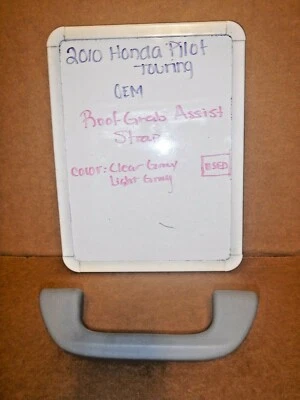 2010 Honda Pilot
-Touring
OEM
Roof Grab Assist
Strap
COLOR: Clear Gray
Light Gray
USED